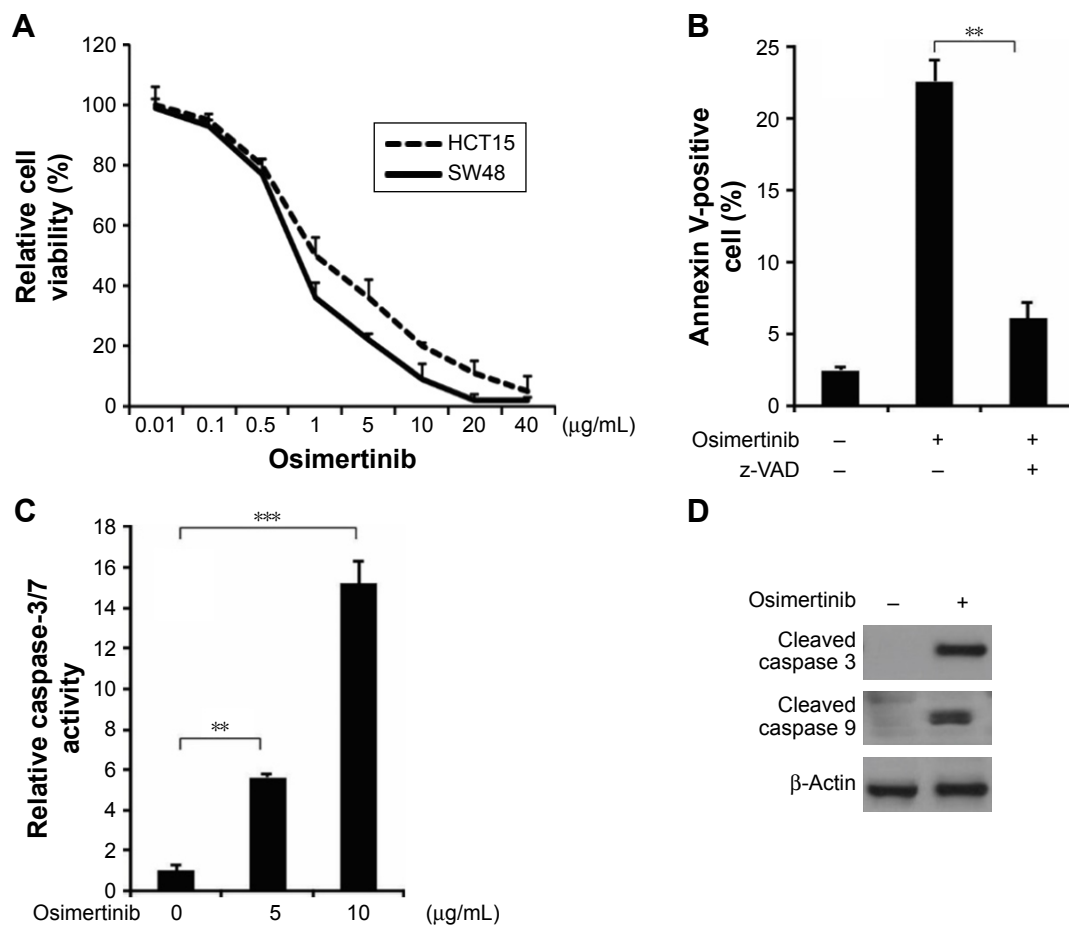 A
120
100
80
60
40
20
0
Relative cell
viability (%)
HCT15
SW48
0.01 0.1 0.5 1 5 10 20 40 (μg/mL)
Osimertinib
B
25
20
15
10
5
0
Annexin V-positive
cell (%)
**
Osimertinib – + +
z-VAD – – +
C
18
16
14
12
10
8
6
4
2
0
Relative caspase-3/7
activity
***
**
Osimertinib 0 5 10 (μg/mL)
D
Osimertinib – +
Cleaved
caspase 3
Cleaved
caspase 9
β-Actin